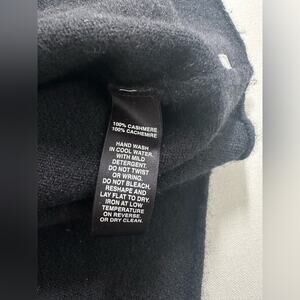 100% CASHMERE
100% CACHEMIRE
HAND WASH
IN COOL WATER,
WITH MILD
DETERGENT.
DO NOT TWIST
OR WRING.
DO NOT BLEACH.
RESHAPE AND
LAY FLAT TO DRY.
IRON AT LOW
TEMPERATURE
ON REVERSE.
OR DRY CLEAN.